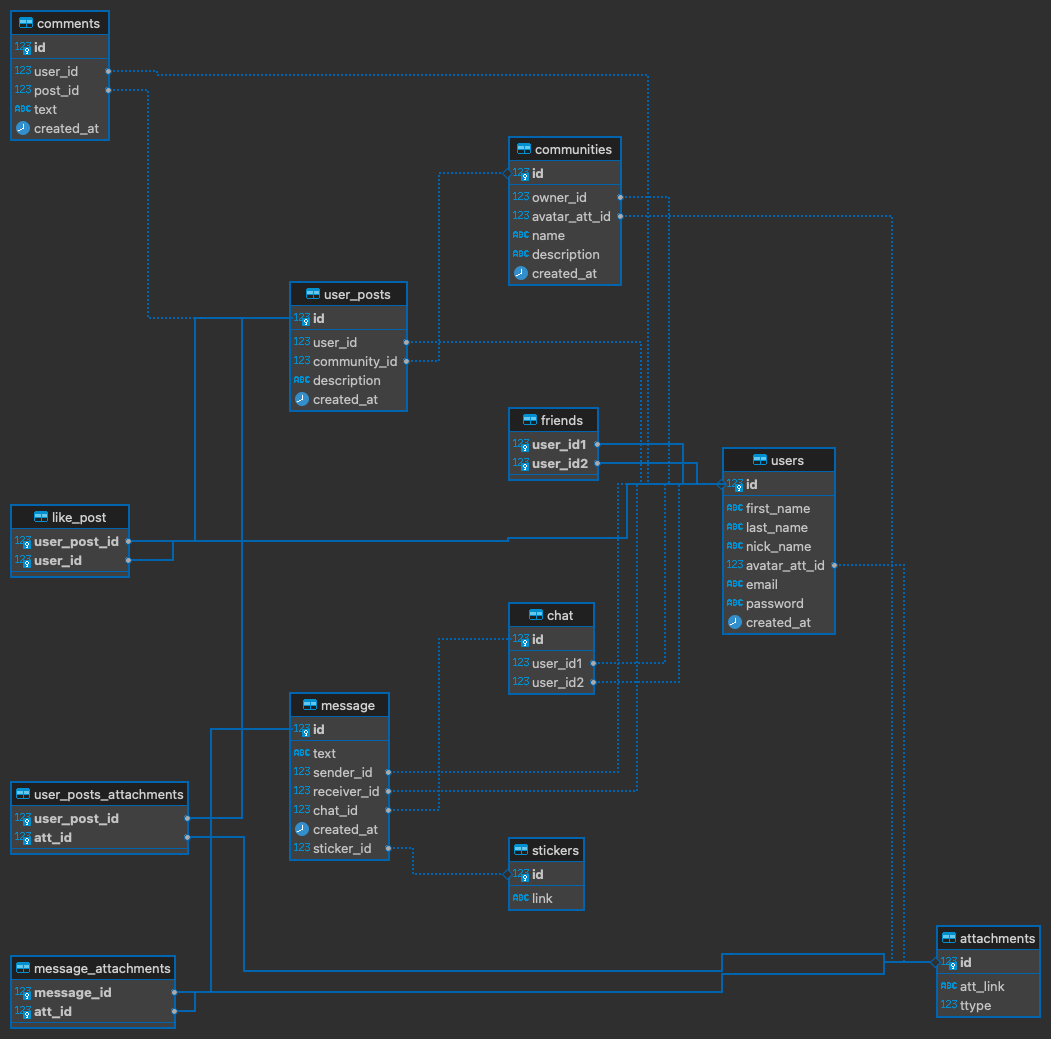 comments
123 id
123 user_id
123 post_id
ABC text
created_at
communities
123 id
123 owner_id
123 avatar_att_id
ABC name
ABC description
created_at
user_posts
123 id
123 user_id
123 community_id
ABC description
created_at
friends
123 user_id1
123 user_id2
users
123 id
ABC first_name
ABC last_name
ABC nick_name
123 avatar_att_id
ABC email
ABC password
created_at
like_post
123 user_post_id
123 user_id
chat
123 id
123 user_id1
123 user_id2
message
123 id
ABC text
123 sender_id
123 receiver_id
123 chat_id
created_at
123 sticker_id
user_posts_attachments
123 user_post_id
123 att_id
stickers
123 id
ABC link
message_attachments
123 message_id
123 att_id
attachments
123 id
ABC att_link
123 ttype